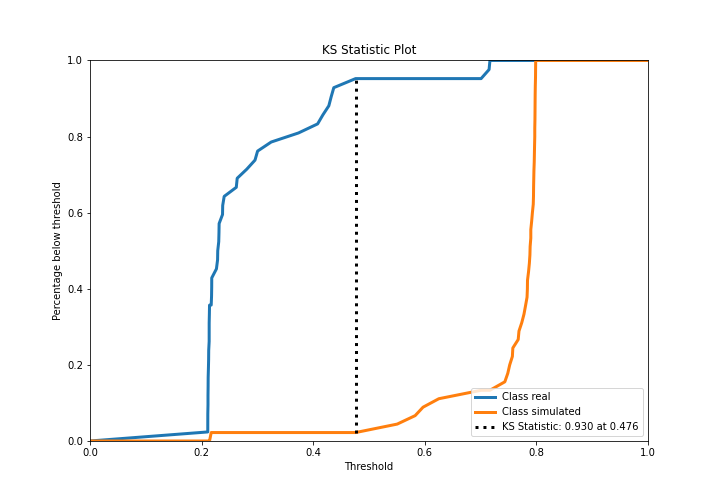 KS Statistic Plot
1.0
0.8
0.6
0.4
0.2
0.0
Percentage below threshold
0.0 0.2 0.4 0.6 0.8 1.0
Threshold
Class real
Class simulated
KS Statistic: 0.930 at 0.476